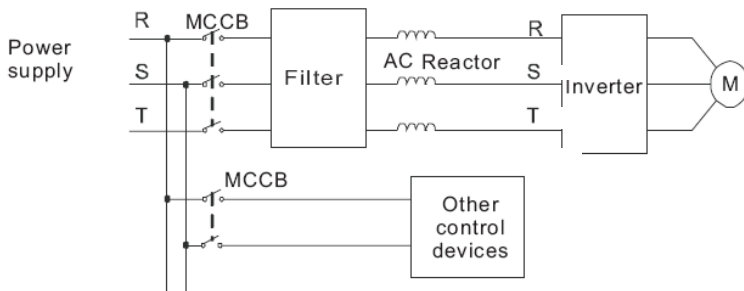 R
MCCB
R
Power
supply
S
Filter
AC Reactor
S
Inverter
M
T
T
MCCB
Other
control
devices